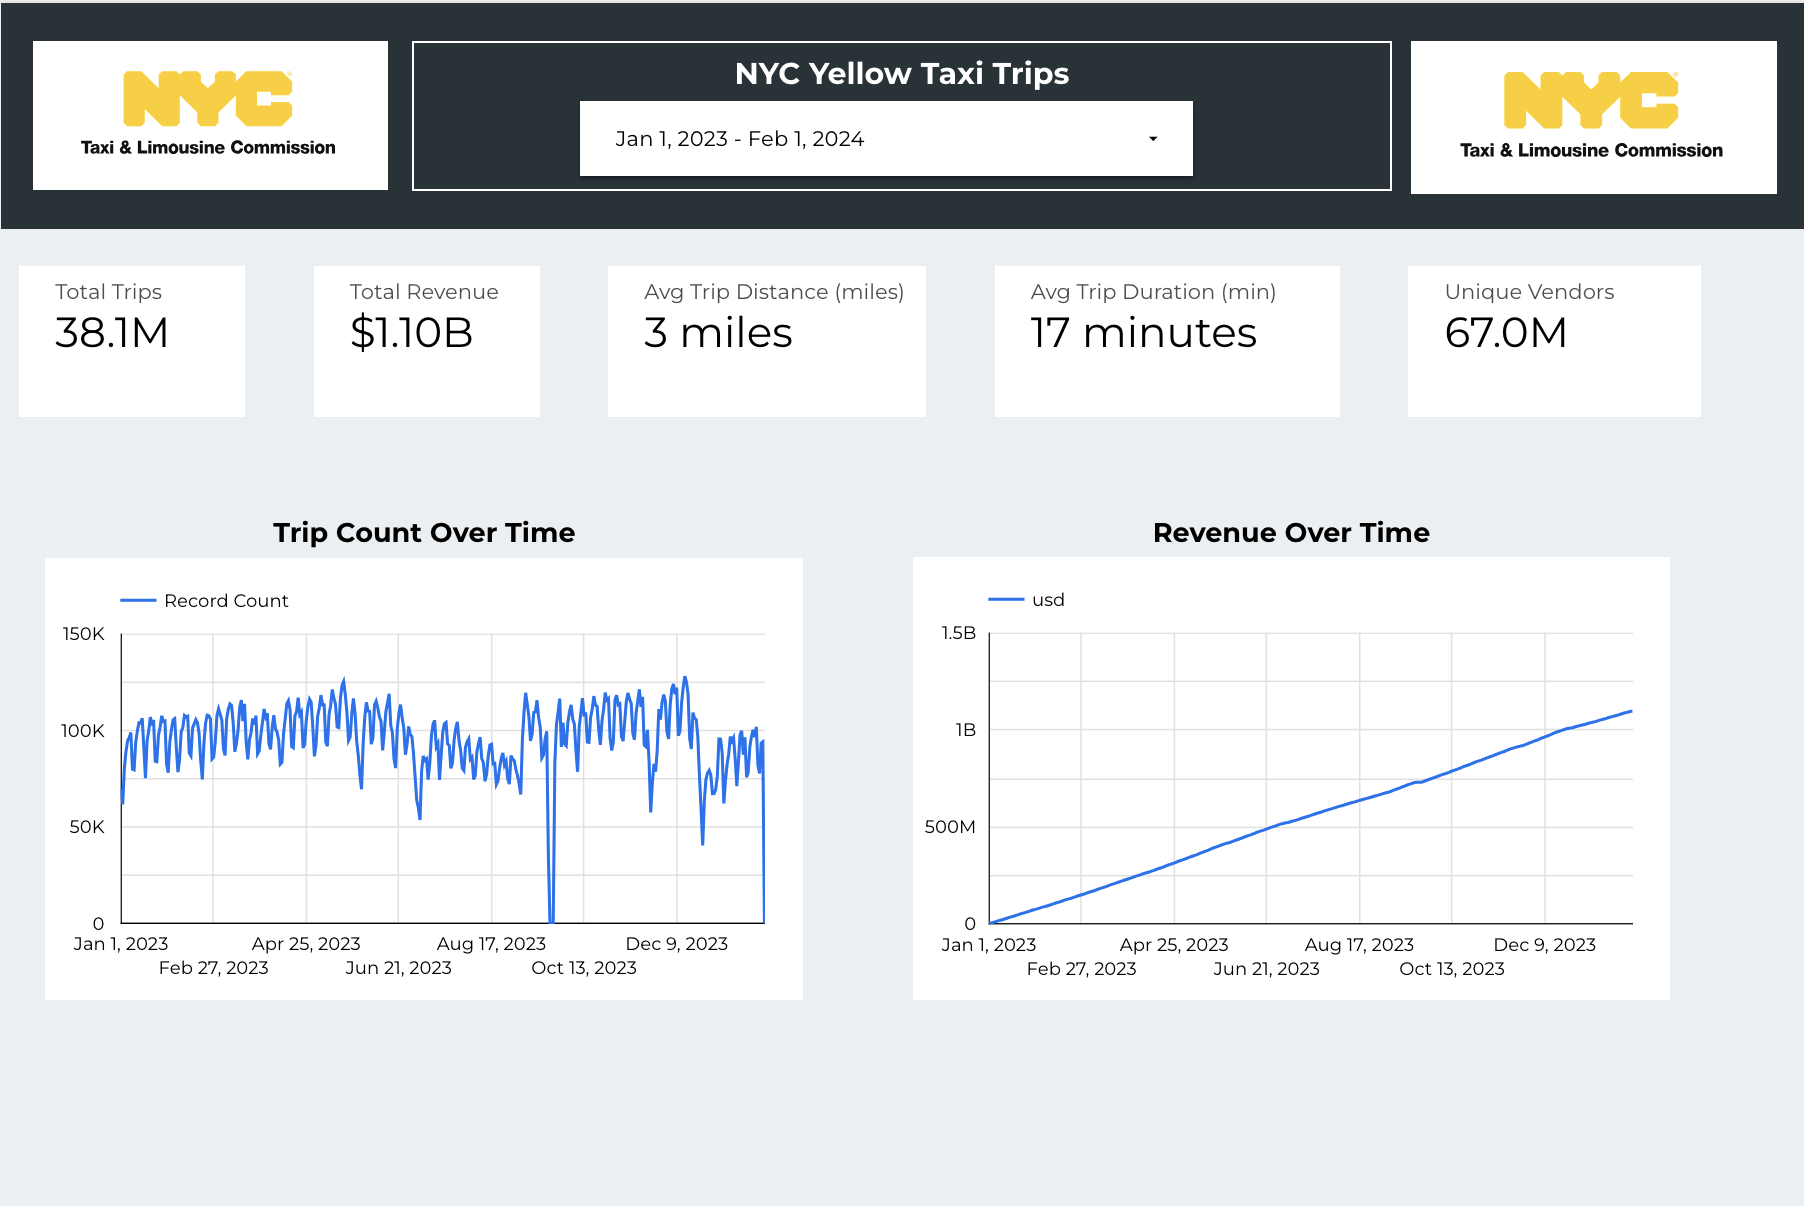 NYC
Taxi & Limousine Commission
NYC Yellow Taxi Trips
Jan 1, 2023 - Feb 1, 2024
NYC
Taxi & Limousine Commission
Total Trips
38.1M
Total Revenue
$1.10B
Avg Trip Distance (miles)
3 miles
Avg Trip Duration (min)
17 minutes
Unique Vendors
67.0M
Trip Count Over Time
Record Count
150K
100K
50K
0
Jan 1, 2023
Feb 27, 2023
Apr 25, 2023
Jun 21, 2023
Aug 17, 2023
Oct 13, 2023
Dec 9, 2023
Revenue Over Time
usd
1.5B
1B
500M
0
Jan 1, 2023
Feb 27, 2023
Apr 25, 2023
Jun 21, 2023
Aug 17, 2023
Oct 13, 2023
Dec 9, 2023